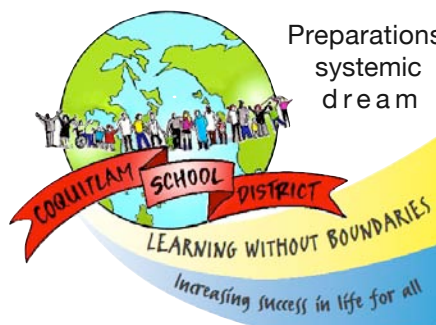 Preparations
systemic
dream
COQUITLAM SCHOOL DISTRICT
LEARNING WITHOUT BOUNDARIES
Increasing success in life for all